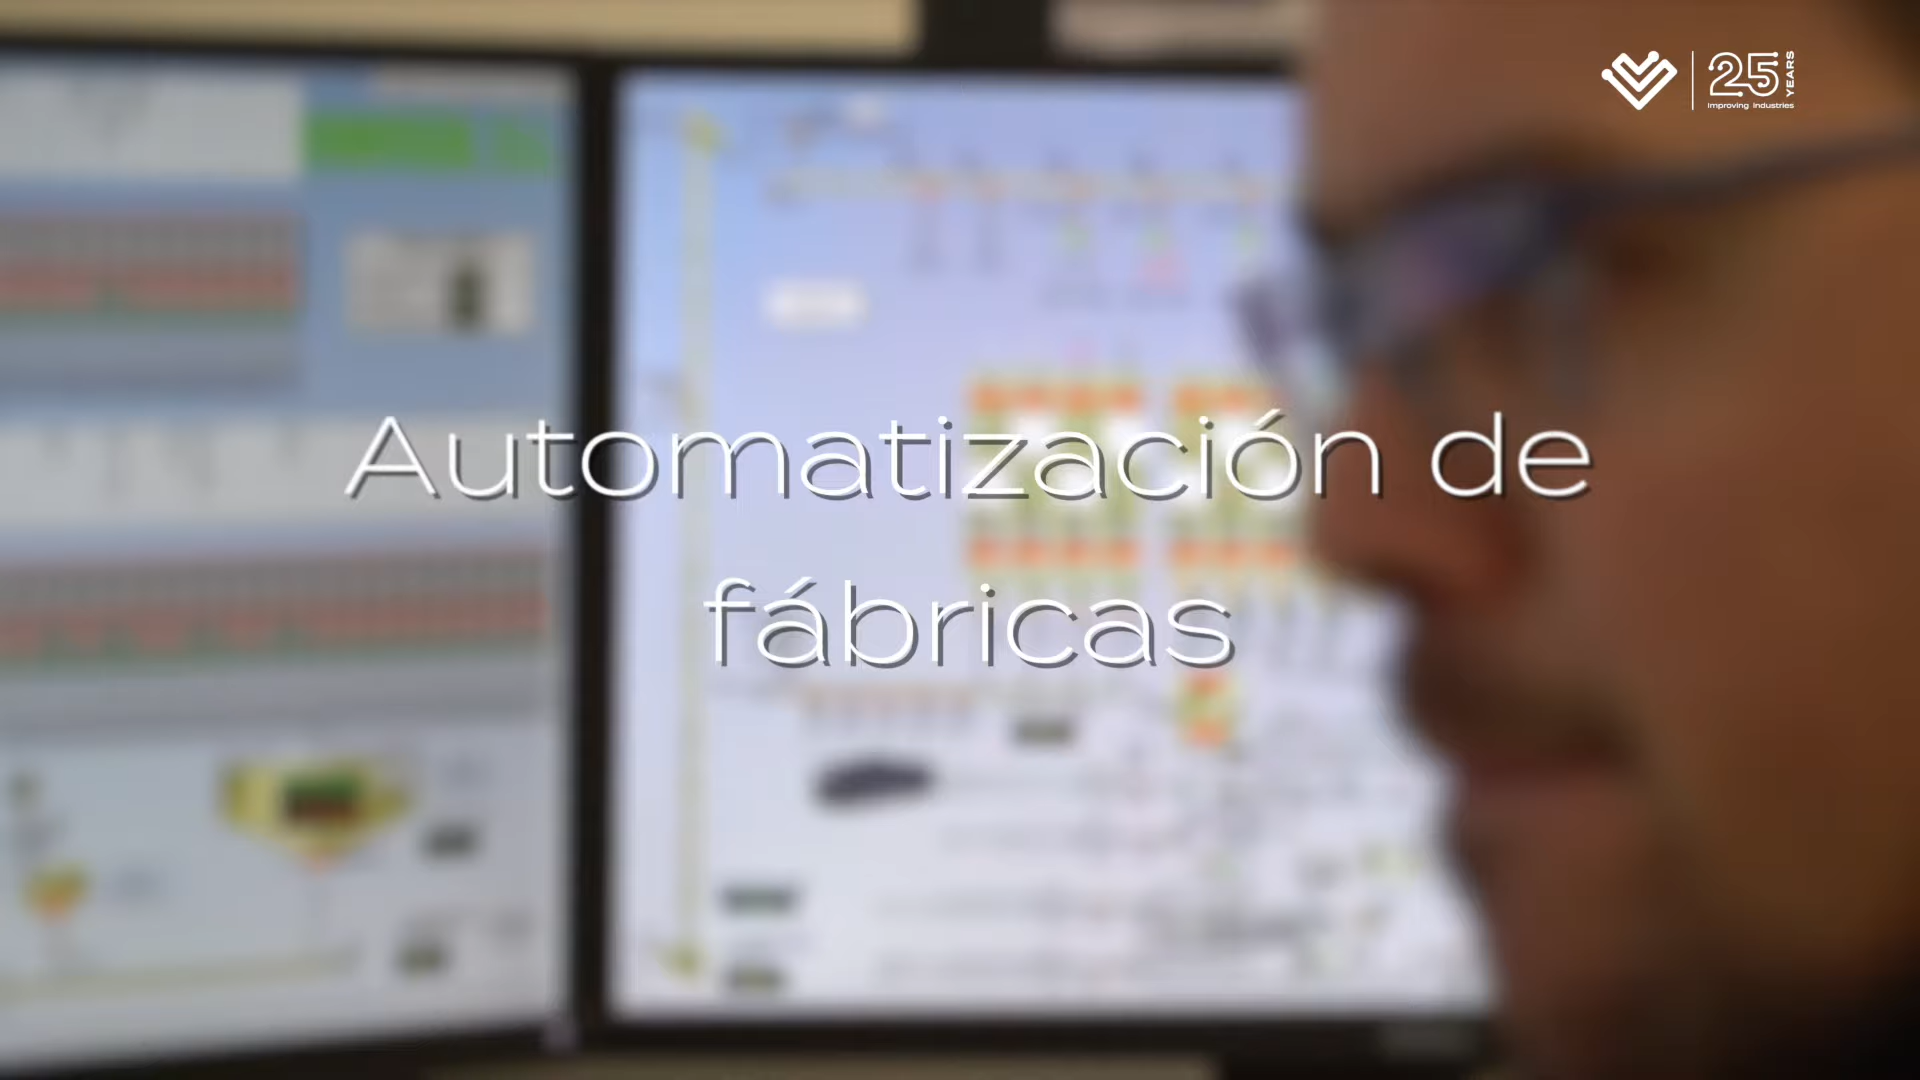 25
YEARS
Improving Industries
Automatización de
fábricas